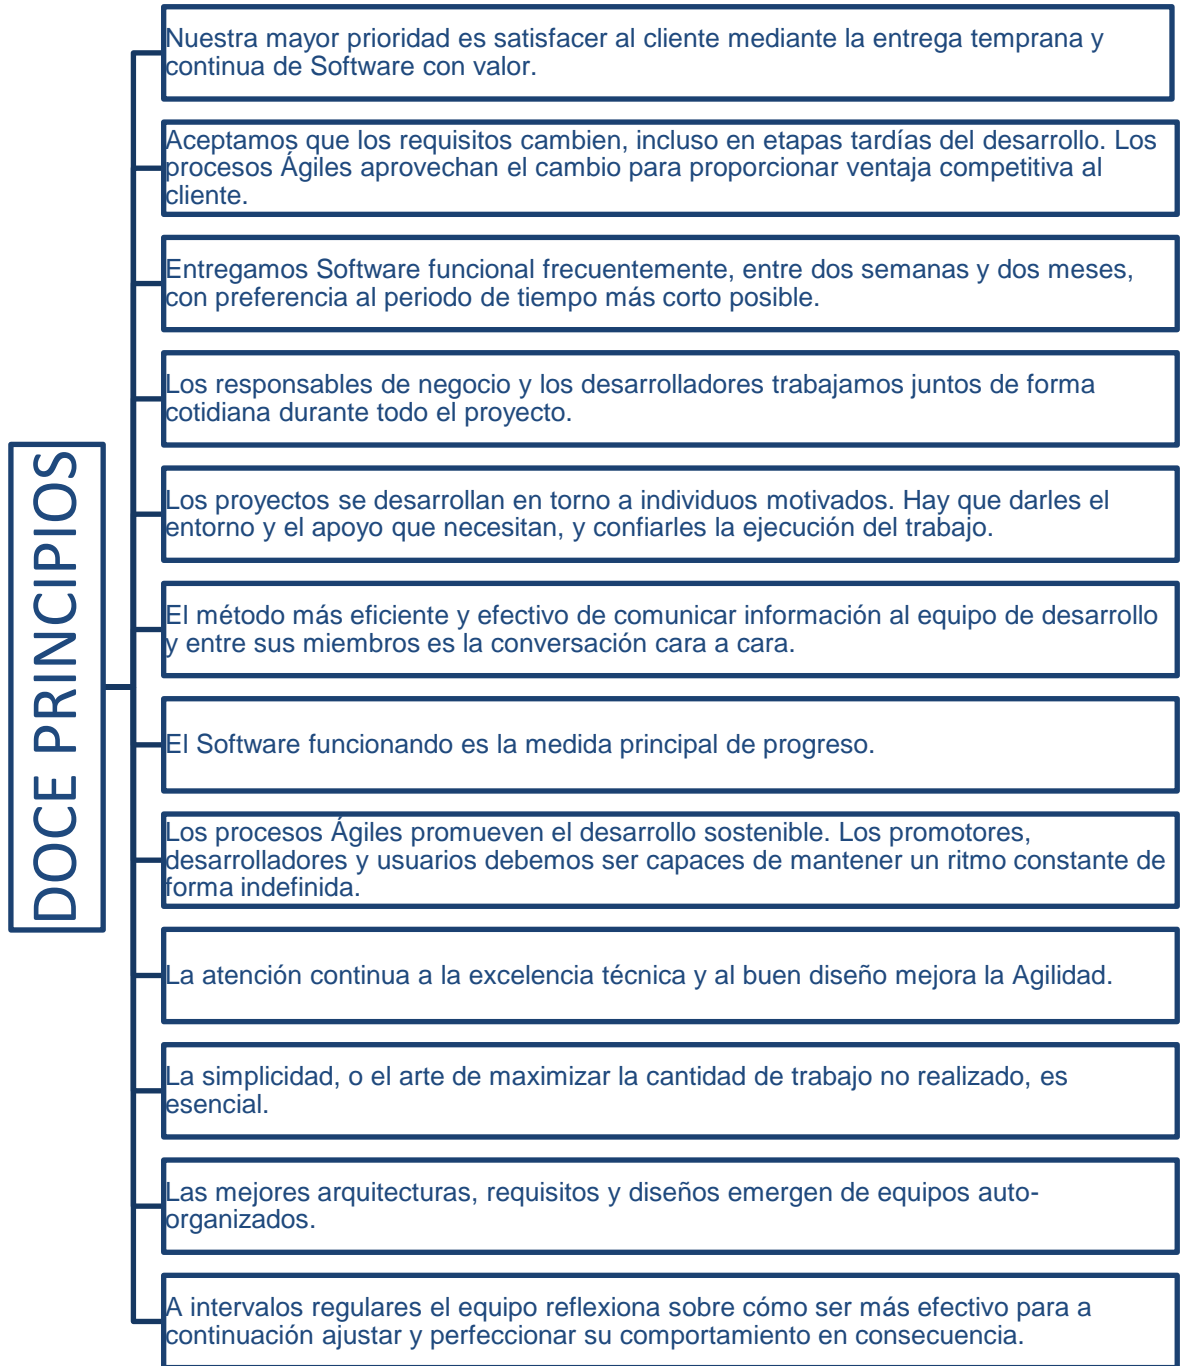 DOCE PRINCIPIOS
Nuestra mayor prioridad es satisfacer al cliente mediante la entrega temprana y
continua de Software con valor.
Aceptamos que los requisitos cambien, incluso en etapas tardías del desarrollo. Los
procesos Ágiles aprovechan el cambio para proporcionar ventaja competitiva al
cliente.
Entregamos Software funcional frecuentemente, entre dos semanas y dos meses,
con preferencia al periodo de tiempo más corto posible.
Los responsables de negocio y los desarrolladores trabajamos juntos de forma
cotidiana durante todo el proyecto.
Los proyectos se desarrollan en torno a individuos motivados. Hay que darles el
entorno y el apoyo que necesitan, y confiarles la ejecución del trabajo.
El método más eficiente y efectivo de comunicar información al equipo de desarrollo
y entre sus miembros es la conversación cara a cara.
El Software funcionando es la medida principal de progreso.
Los procesos Ágiles promueven el desarrollo sostenible. Los promotores,
desarrolladores y usuarios debemos ser capaces de mantener un ritmo constante de
forma indefinida.
La atención continua a la excelencia técnica y al buen diseño mejora la Agilidad.
La simplicidad, o el arte de maximizar la cantidad de trabajo no realizado, es
esencial.
Las mejores arquitecturas, requisitos y diseños emergen de equipos auto-
organizados.
A intervalos regulares el equipo reflexiona sobre cómo ser más efectivo para a
continuación ajustar y perfeccionar su comportamiento en consecuencia.